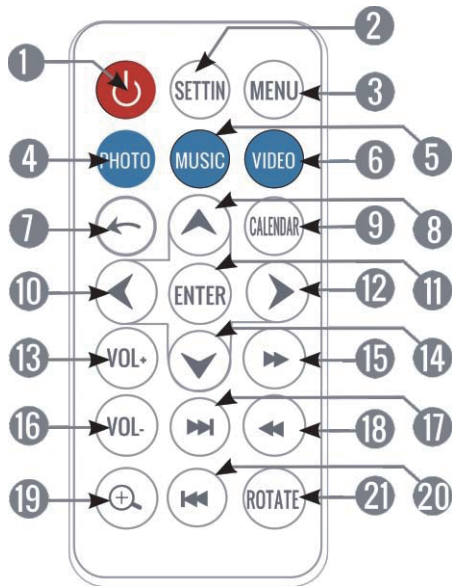 1
2
SETTIN
MENU
3
4
PHOTO
MUSIC
VIDEO
6
5
7
CALENDAR
9
8
10
ENTER
12
11
13
VOL+
15
14
16
VOL-
18
17
19
ROTATE
21
20